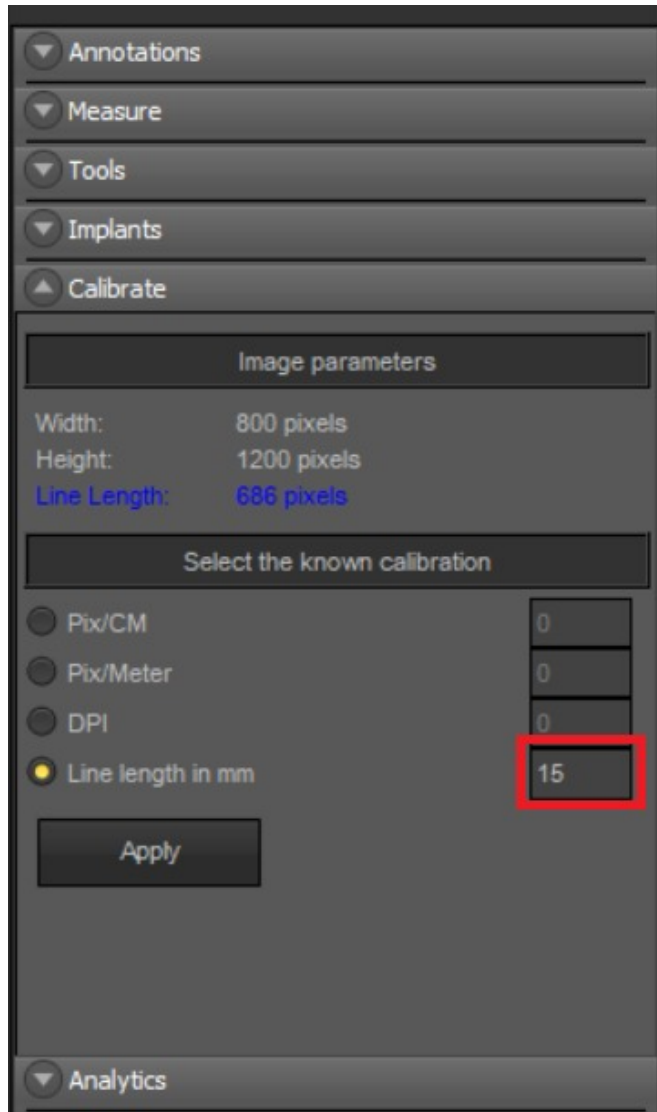 Annotations
Measure
Tools
Implants
Calibrate
Image parameters
Width: 800 pixels
Height: 1200 pixels
Line Length: 686 pixels
Select the known calibration
Pix/CM 0
Pix/Meter 0
DPI 0
Line length in mm 15
Apply
Analytics